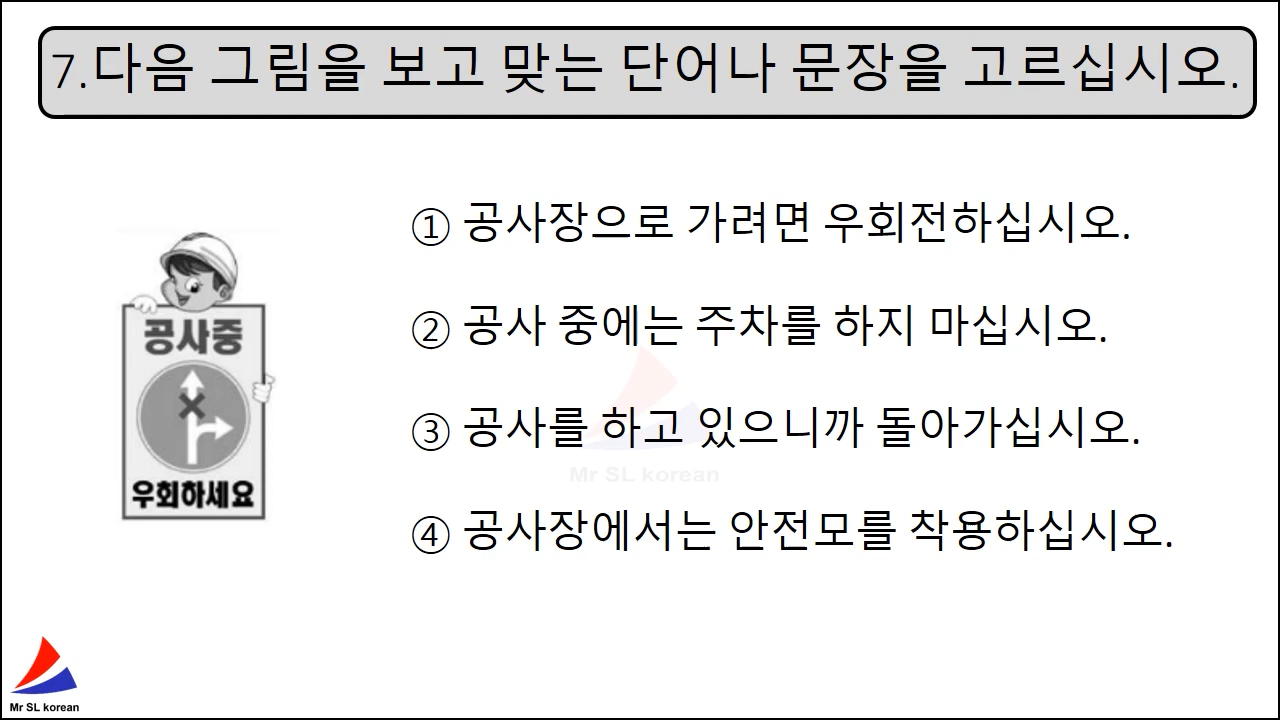 7.다음 그림을 보고 맞는 단어나 문장을 고르십시오.
① 공사장으로 가려면 우회전하십시오.
② 공사 중에는 주차를 하지 마십시오.
③ 공사를 하고 있으니까 돌아가십시오.
④ 공사장에서는 안전모를 착용하십시오.
공사중
우회하세요
Mr SL korean
Mr SL korean